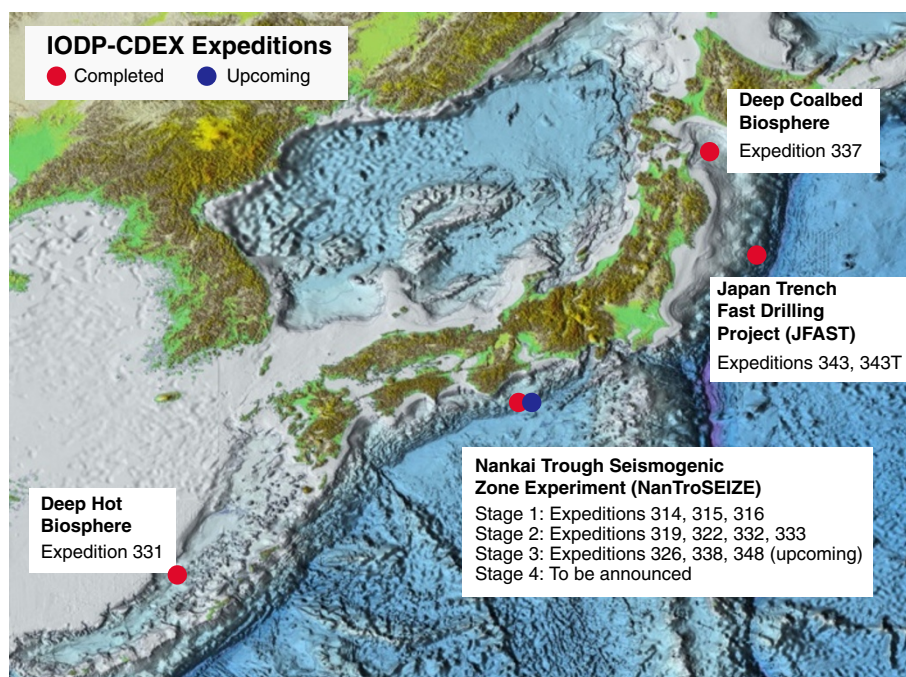 IODP-CDEX Expeditions
Completed
Upcoming
Deep Coalbed
Biosphere
Expedition 337
Japan Trench
Fast Drilling
Project (JFAST)
Expeditions 343, 343T
Nankai Trough Seismogenic
Zone Experiment (NanTroSEIZE)
Stage 1: Expeditions 314, 315, 316
Stage 2: Expeditions 319, 322, 332, 333
Stage 3: Expeditions 326, 338, 348 (upcoming)
Stage 4: To be announced
Deep Hot
Biosphere
Expedition 331